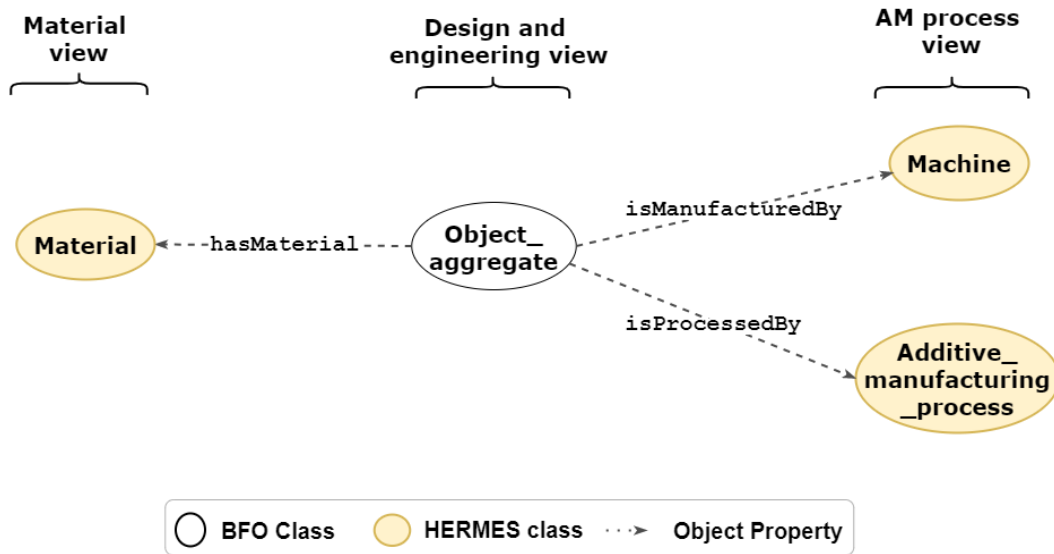 Material
view
Design and
engineering view
AM process
view
Machine
isManufacturedBy
Material
hasMaterial
Object_
aggregate
isProcessedBy
Additive_
manufacturing
_process
BFO Class
HERMES class
Object Property